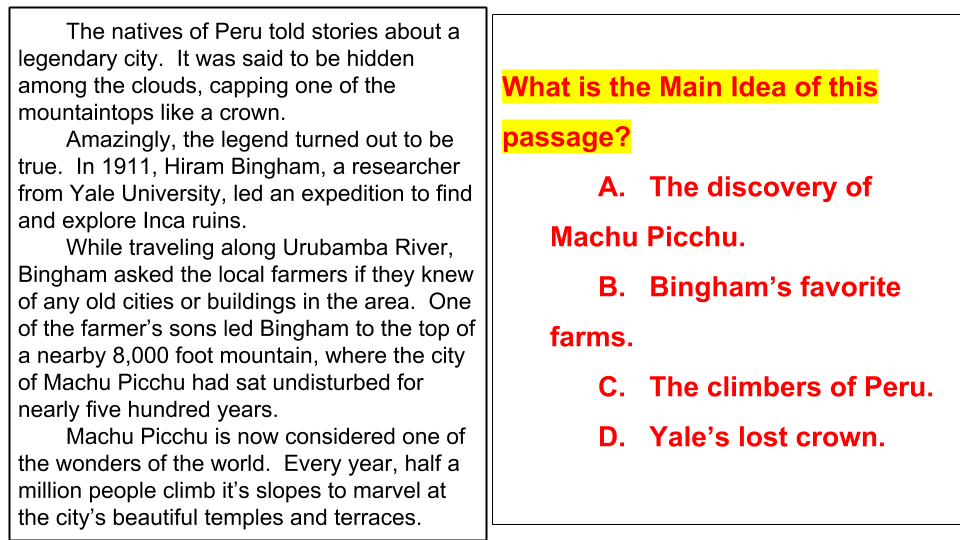 The natives of Peru told stories about a
legendary city.  It was said to be hidden
among the clouds, capping one of the
mountaintops like a crown.
Amazingly, the legend turned out to be
true.  In 1911, Hiram Bingham, a researcher
from Yale University, led an expedition to find
and explore Inca ruins.
While traveling along Urubamba River,
Bingham asked the local farmers if they knew
of any old cities or buildings in the area.  One
of the farmer’s sons led Bingham to the top of
a nearby 8,000 foot mountain, where the city
of Machu Picchu had sat undisturbed for
nearly five hundred years.
Machu Picchu is now considered one of
the wonders of the world.  Every year, half a
million people climb it’s slopes to marvel at
the city’s beautiful temples and terraces.
What is the Main Idea of this
passage?
A. The discovery of
Machu Picchu.
B. Bingham’s favorite
farms.
C. The climbers of Peru.
D. Yale’s lost crown.